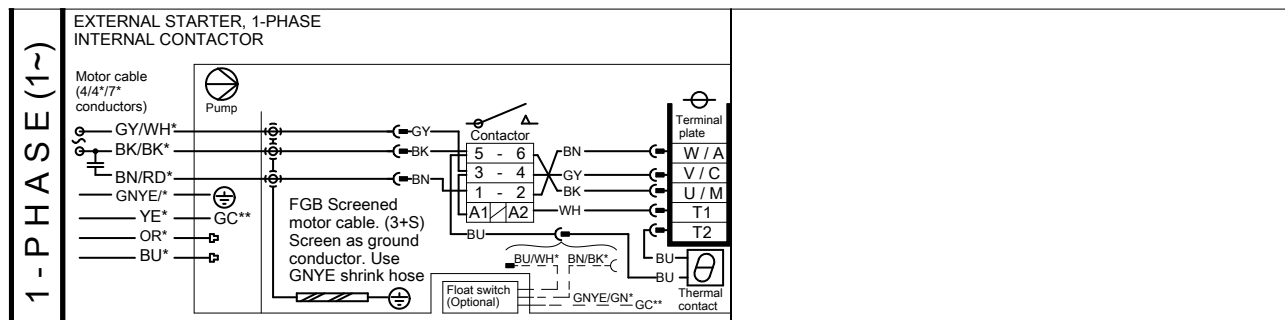 1 - PHASE (1~)
EXTERNAL STARTER, 1-PHASE
INTERNAL CONTACTOR
Motor cable
(4/4*/7*
conductors)
Pump
GY/WH*
BK/BK*
BN/RD*
GNYE/*
YE*
GC**
OR*
BU*
FGB Screened
motor cable. (3+S)
Screen as ground
conductor. Use
GNYE shrink hose
GY
BK
BN
Contactor
5 - 6
3 - 4
1 - 2
A1 A2
BN
GY
BK
WH
BU
Terminal
plate
W / A
V / C
U / M
T1
T2
BU/WH* BN/BK*
BU
BU
Float switch
(Optional)
GNYE/GN*
GC**
Thermal
contact